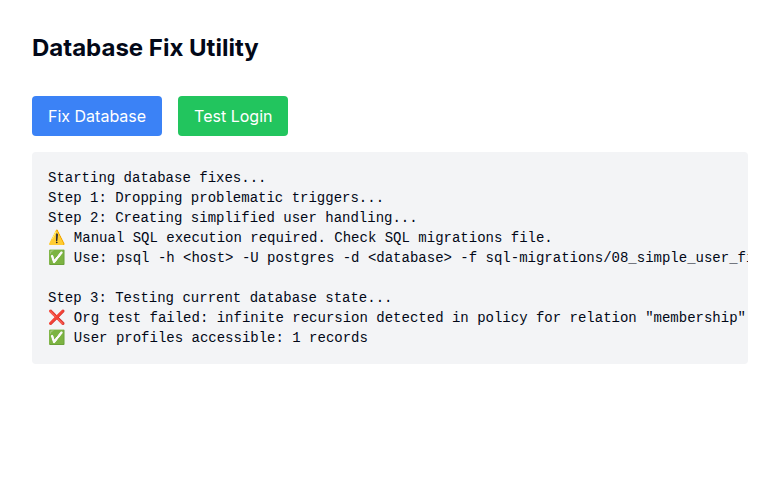 Database Fix Utility
Fix Database
Test Login
Starting database fixes...
Step 1: Dropping problematic triggers...
Step 2: Creating simplified user handling...
⚠️ Manual SQL execution required. Check SQL migrations file.
✅ Use: psql -h <host> -U postgres -d <database> -f sql-migrations/08_simple_user_f
Step 3: Testing current database state...
❌ Org test failed: infinite recursion detected in policy for relation "membership"
✅ User profiles accessible: 1 records